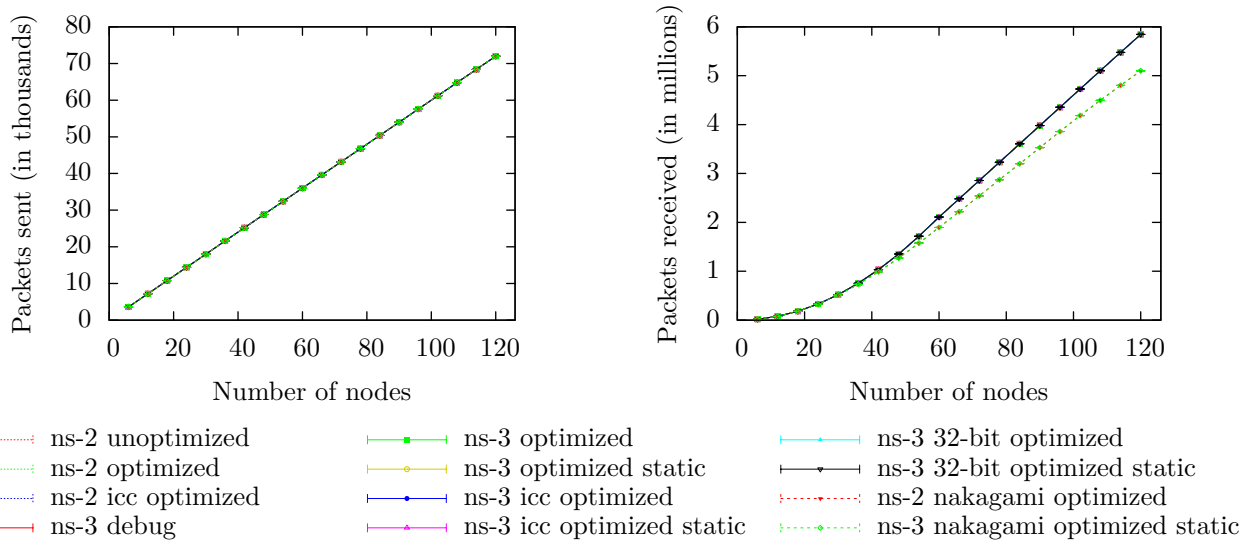 Packets sent (in thousands)
80
70
60
50
40
30
20
10
0
0 20 40 60 80 100 120
Number of nodes
Packets received (in millions)
6
5
4
3
2
1
0
0 20 40 60 80 100 120
Number of nodes
ns-2 unoptimized
ns-2 optimized
ns-2 icc optimized
ns-3 debug
ns-3 optimized
ns-3 optimized static
ns-3 icc optimized
ns-3 icc optimized static
ns-3 32-bit optimized
ns-3 32-bit optimized static
ns-2 nakagami optimized
ns-3 nakagami optimized static